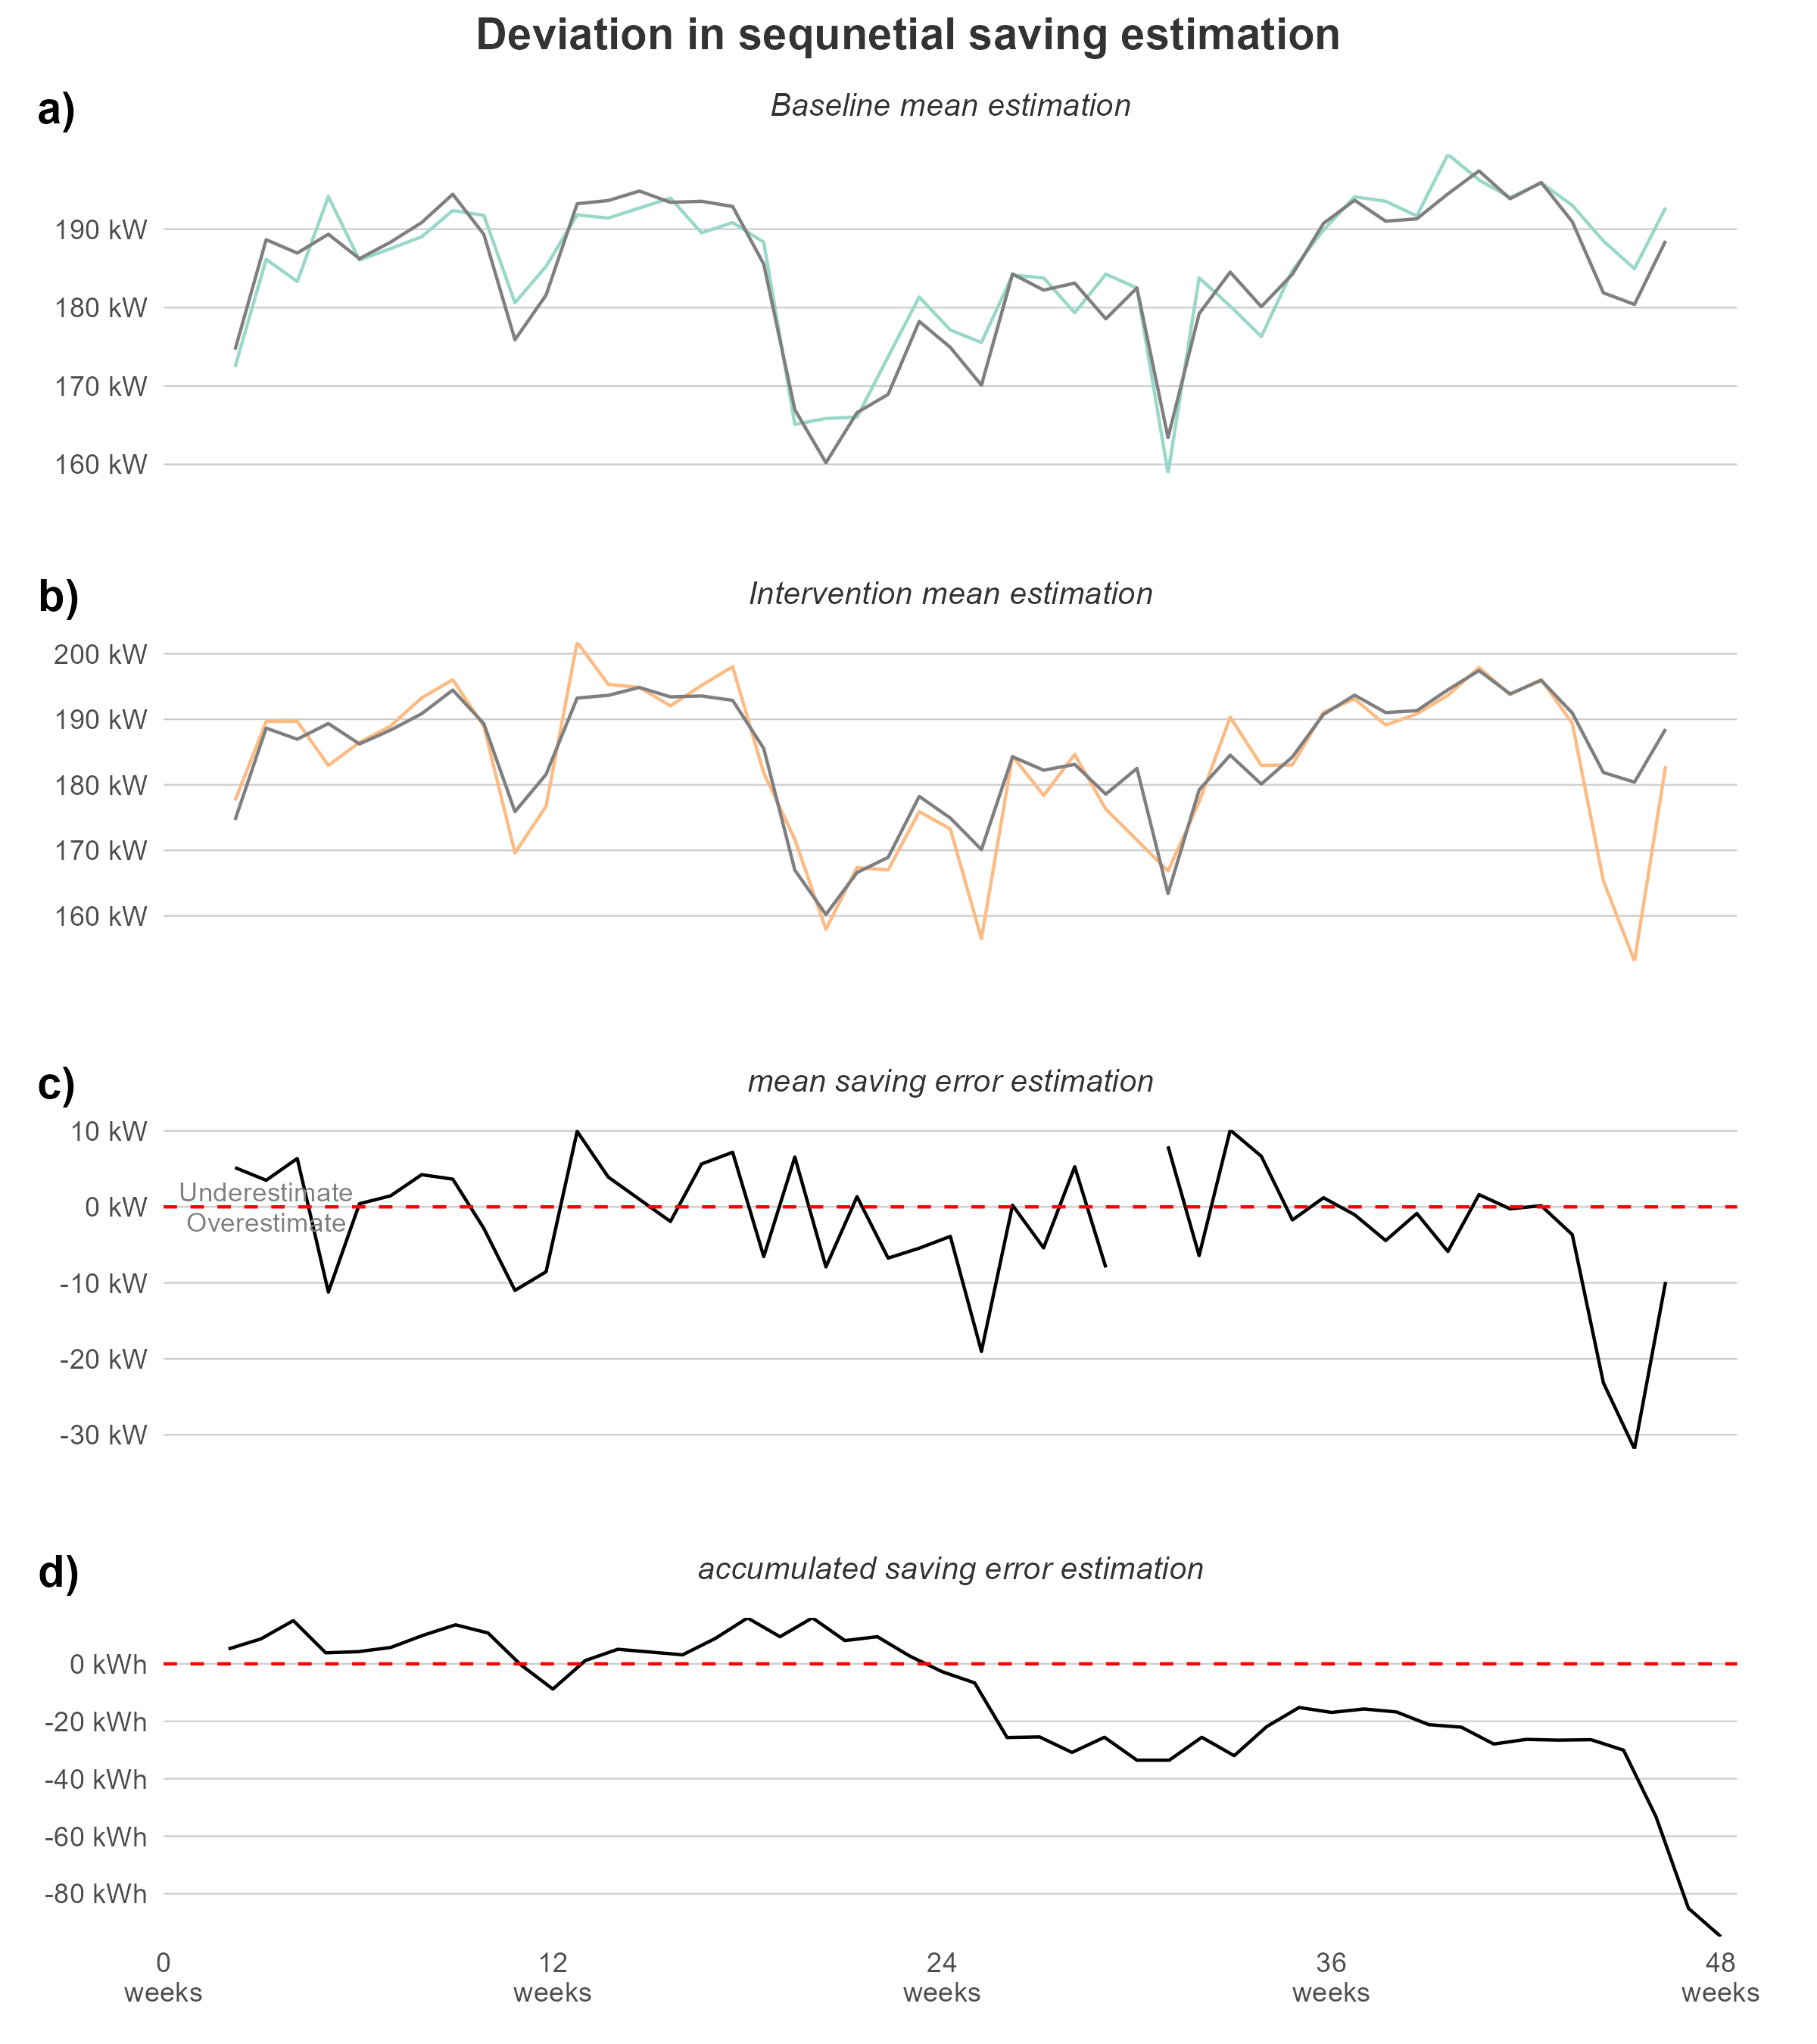 Deviation in sequnetial saving estimation
a)
Baseline mean estimation
190 kW
180 kW
170 kW
160 kW
b)
Intervention mean estimation
200 kW
190 kW
180 kW
170 kW
160 kW
c)
mean saving error estimation
10 kW
Underestimate
0 kW
Overestimate
-10 kW
-20 kW
-30 kW
d)
accumulated saving error estimation
0 kWh
-20 kWh
-40 kWh
-60 kWh
-80 kWh
0 12 24 36 48
weeks weeks weeks weeks weeks